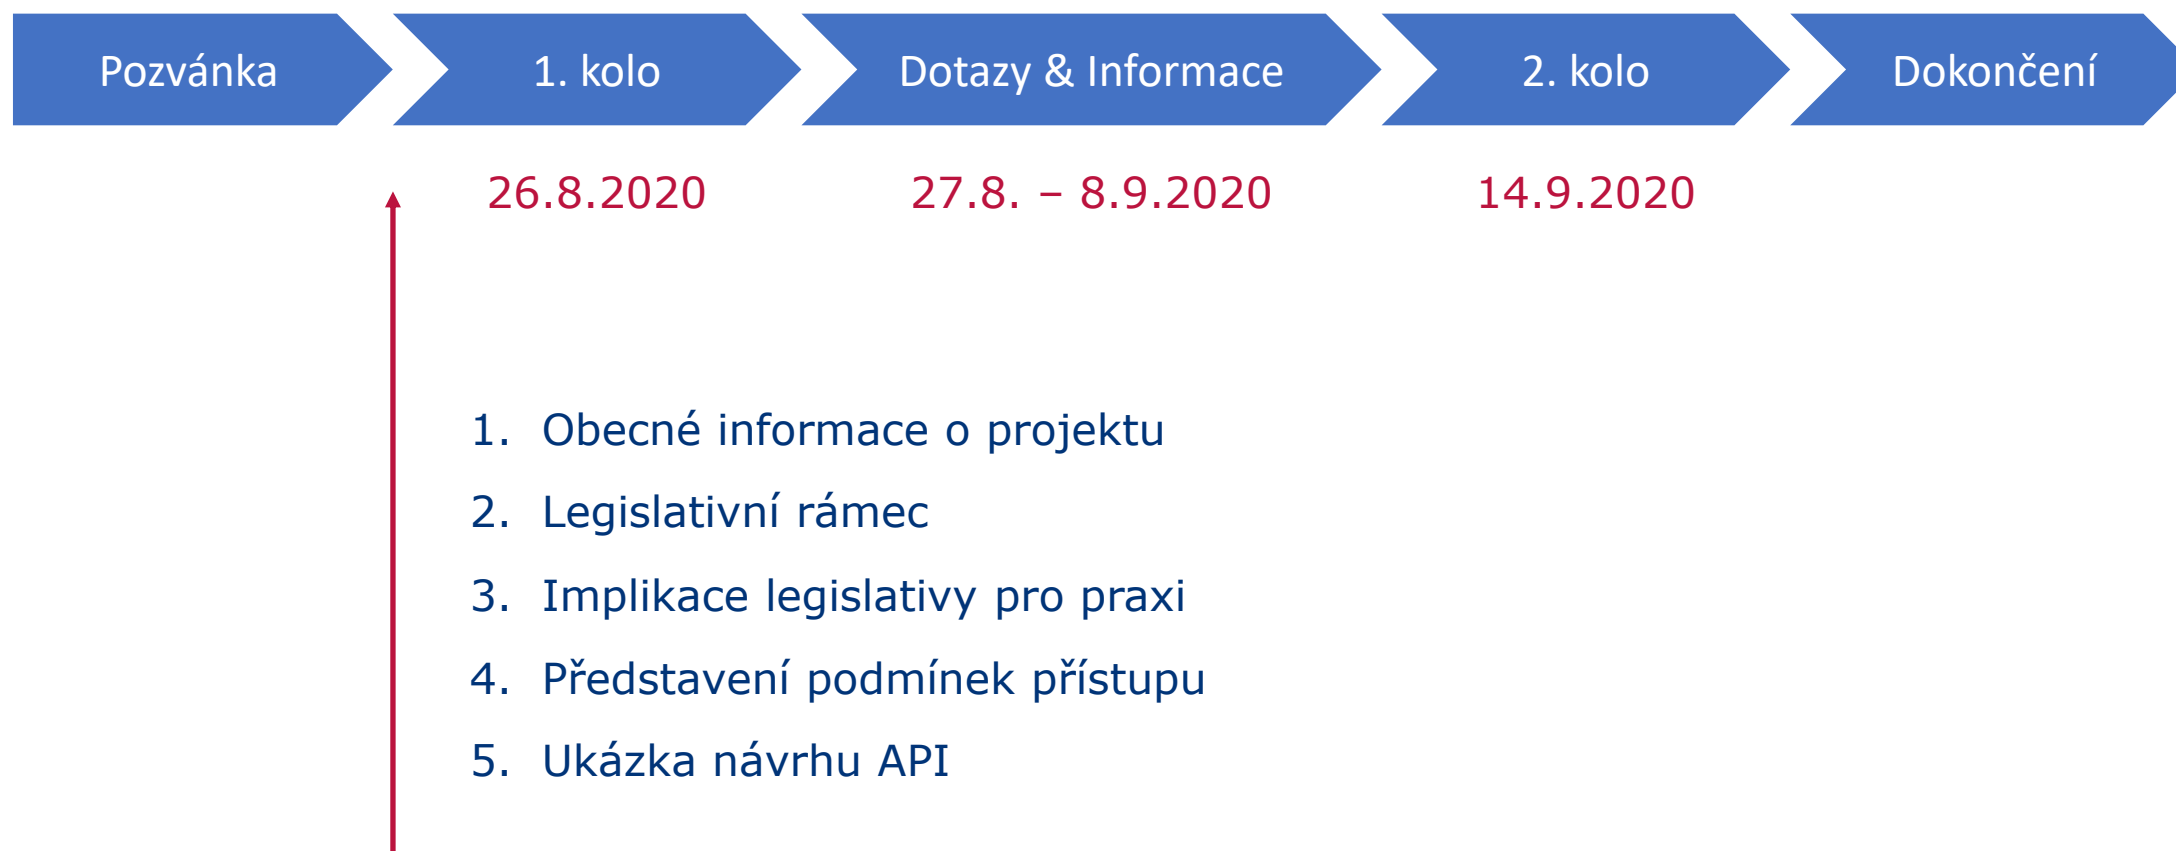 Pozvánka
1. kolo
Dotazy & Informace
2. kolo
Dokončení
26.8.2020
27.8. – 8.9.2020
14.9.2020
1. Obecné informace o projektu
2. Legislativní rámec
3. Implikace legislativy pro praxi
4. Představení podmínek přístupu
5. Ukázka návrhu API